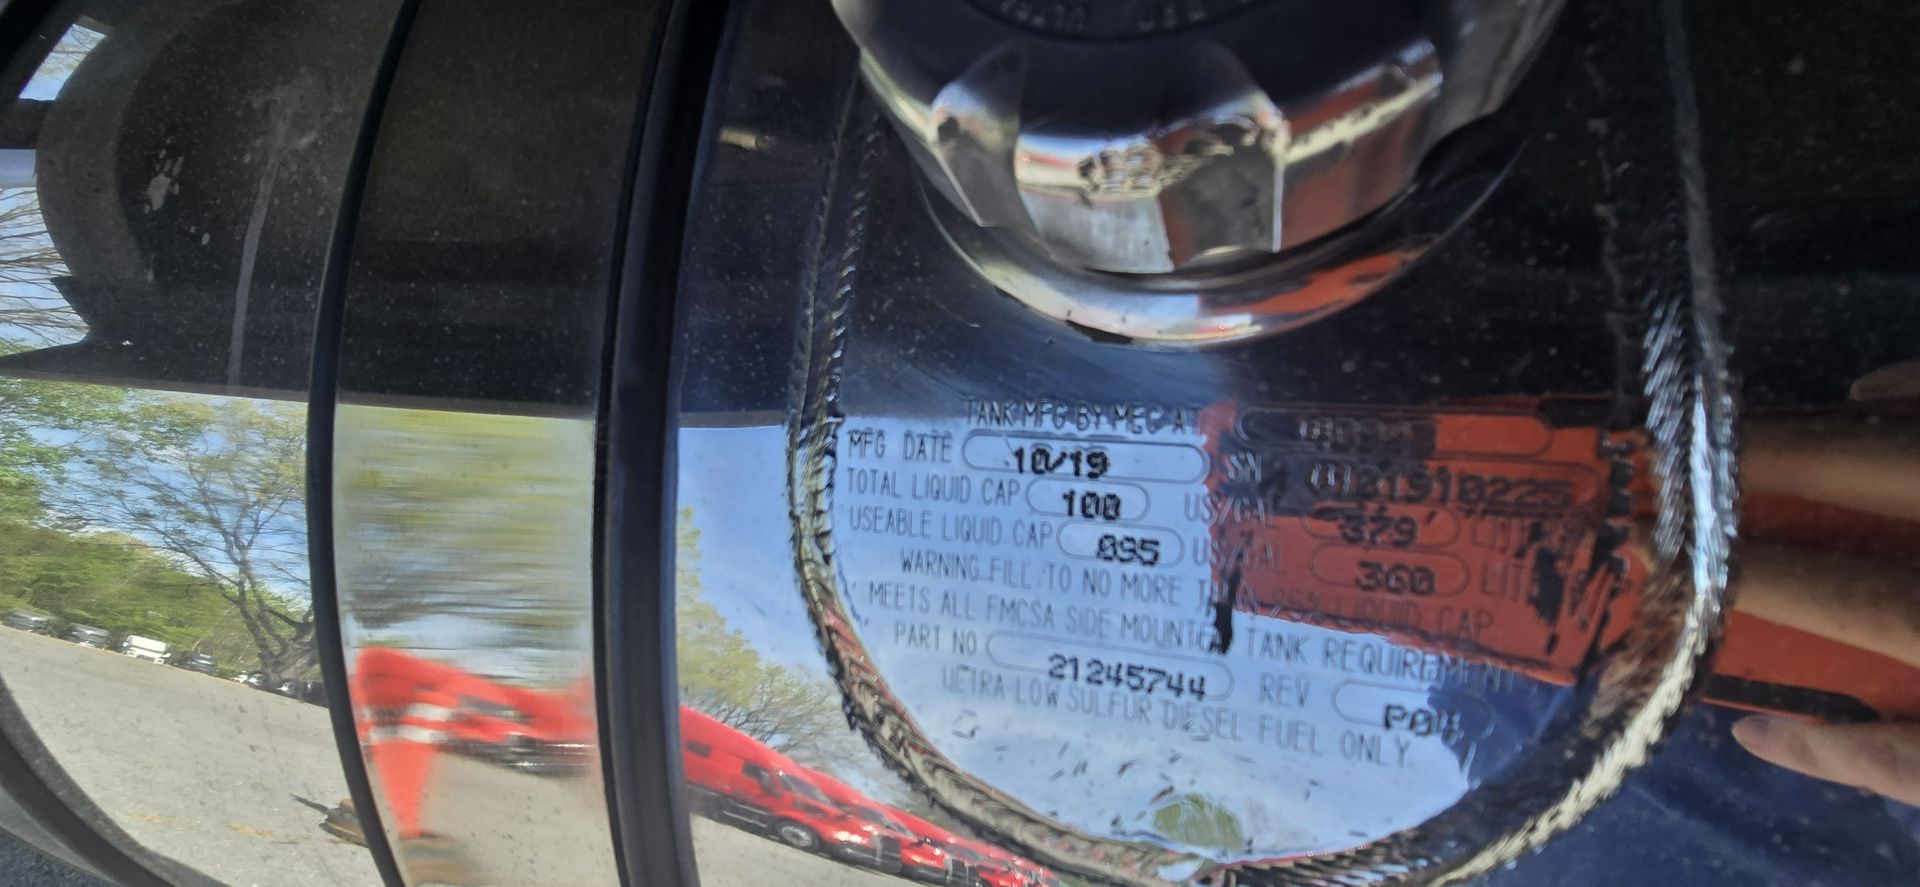 TANK MFG BY MEC AT
MFG DATE 10/19 SN
TOTAL LIQUID CAP 100 US/GAL 379
USEABLE LIQUID CAP 095 US/GAL 360 LIT
WARNING FILL TO NO MORE THAN 95% LIQUID CAP
MEETS ALL FMCSA SIDE MOUNTED TANK REQUIREMENTS
PART NO 21245744 REV
ULTRA LOW SULFUR DIESEL FUEL ONLY